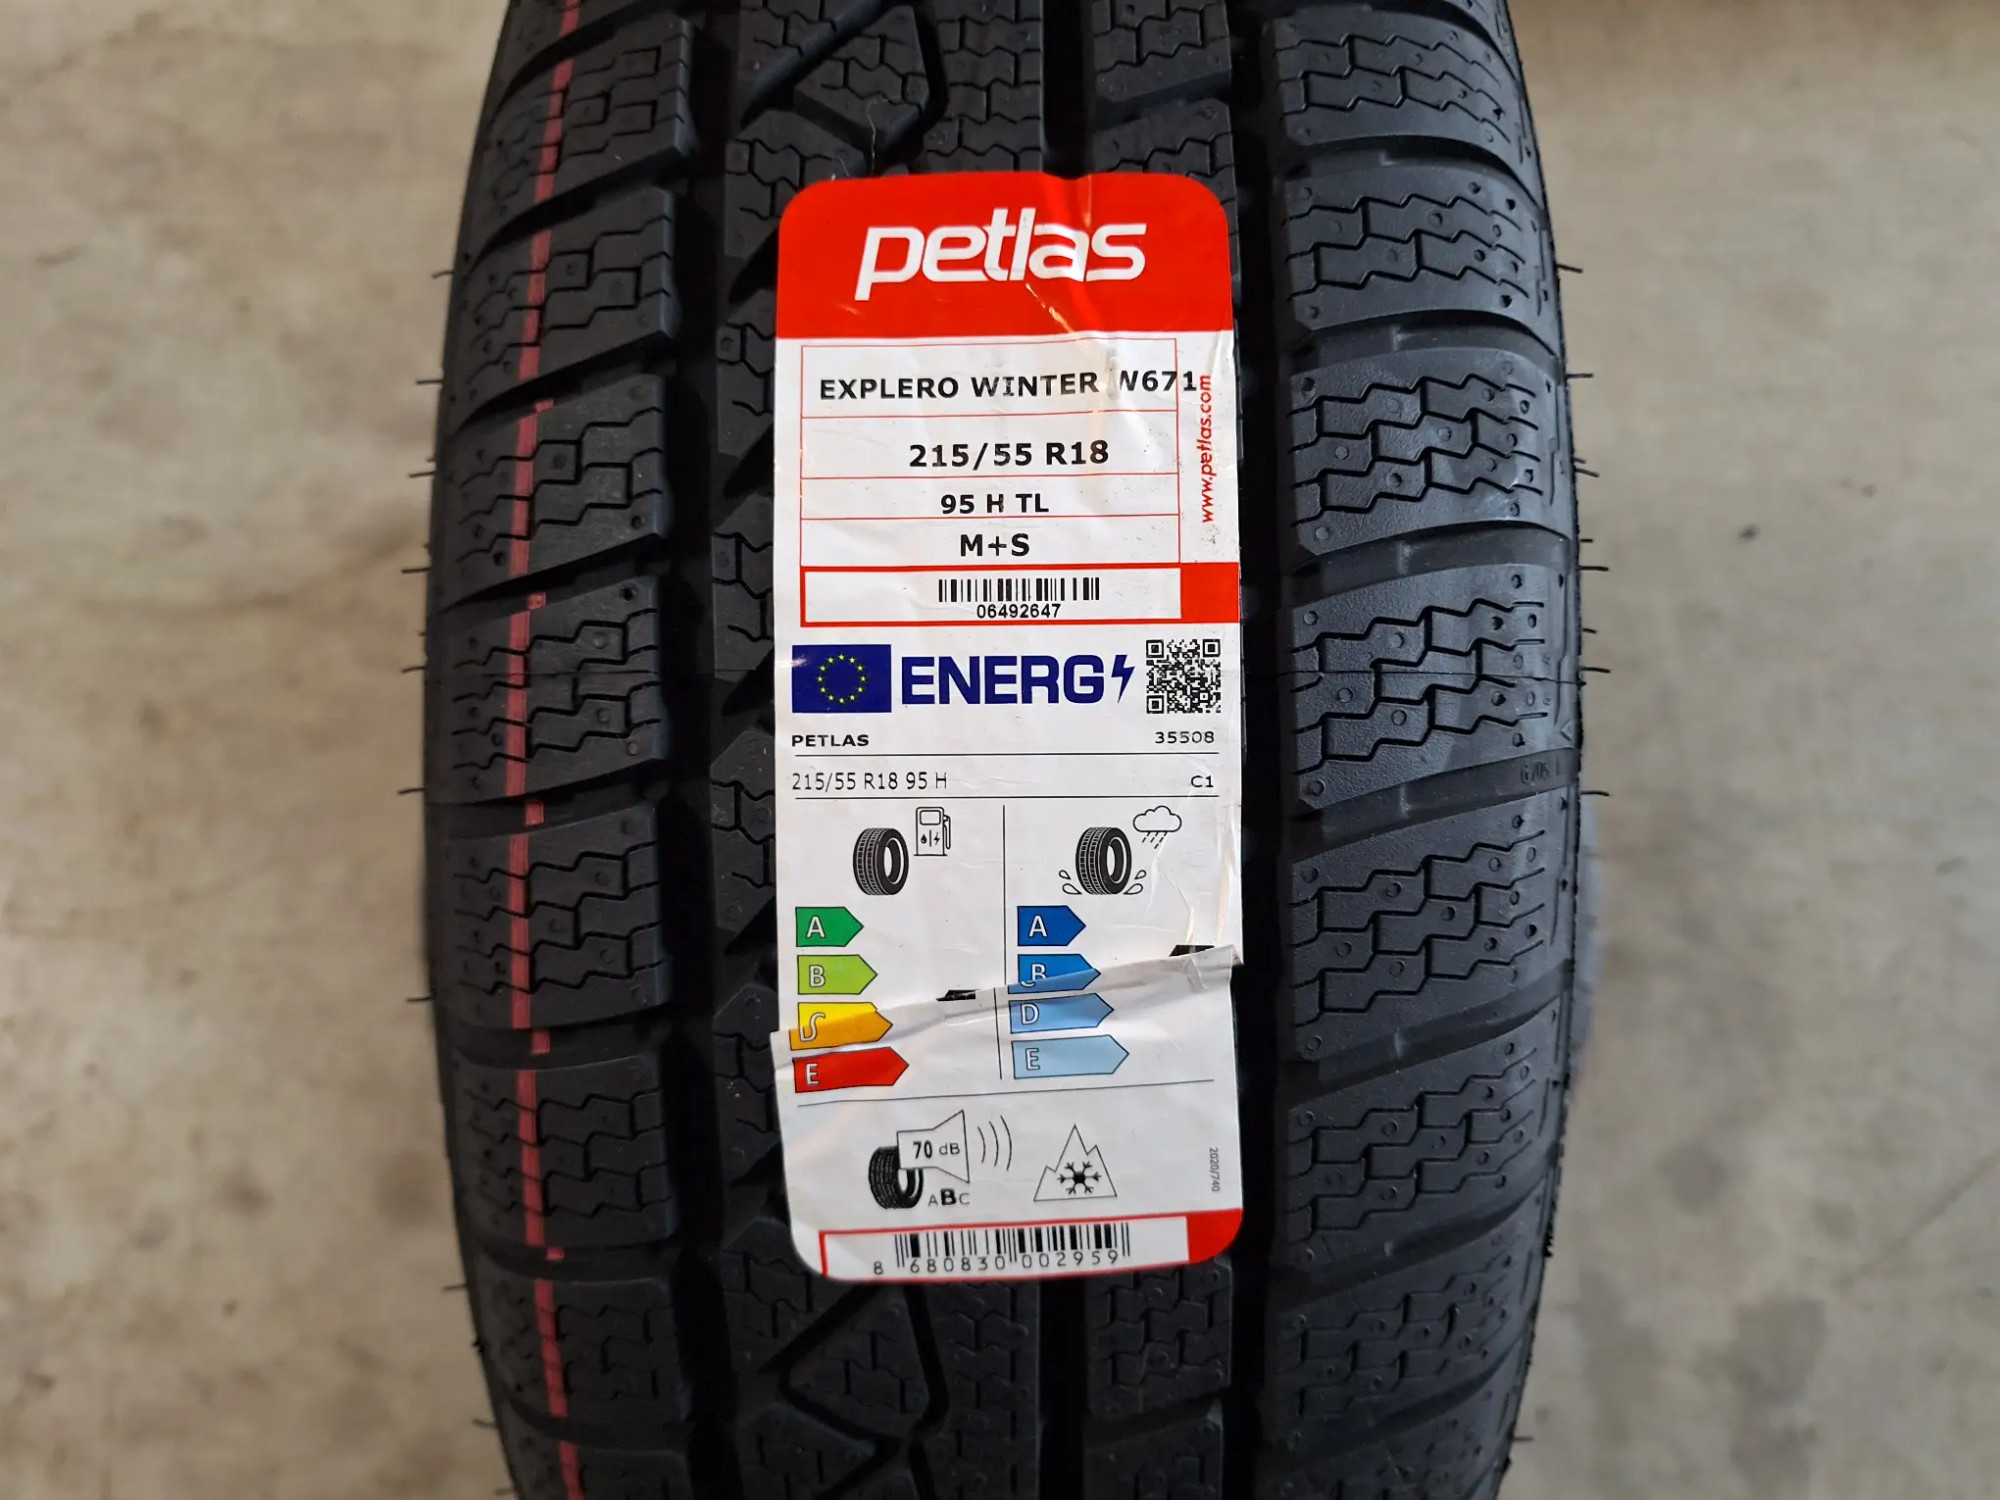 petlas
EXPLERO WINTER W671
215/55 R18
95 H TL
M+S
www.petlas.com
06492647
ENERG
PETLAS 35508
215/55 R18 95 H C1
A A
B B
D
E E
70 dB
ABC
2020/740
8 680830 002959